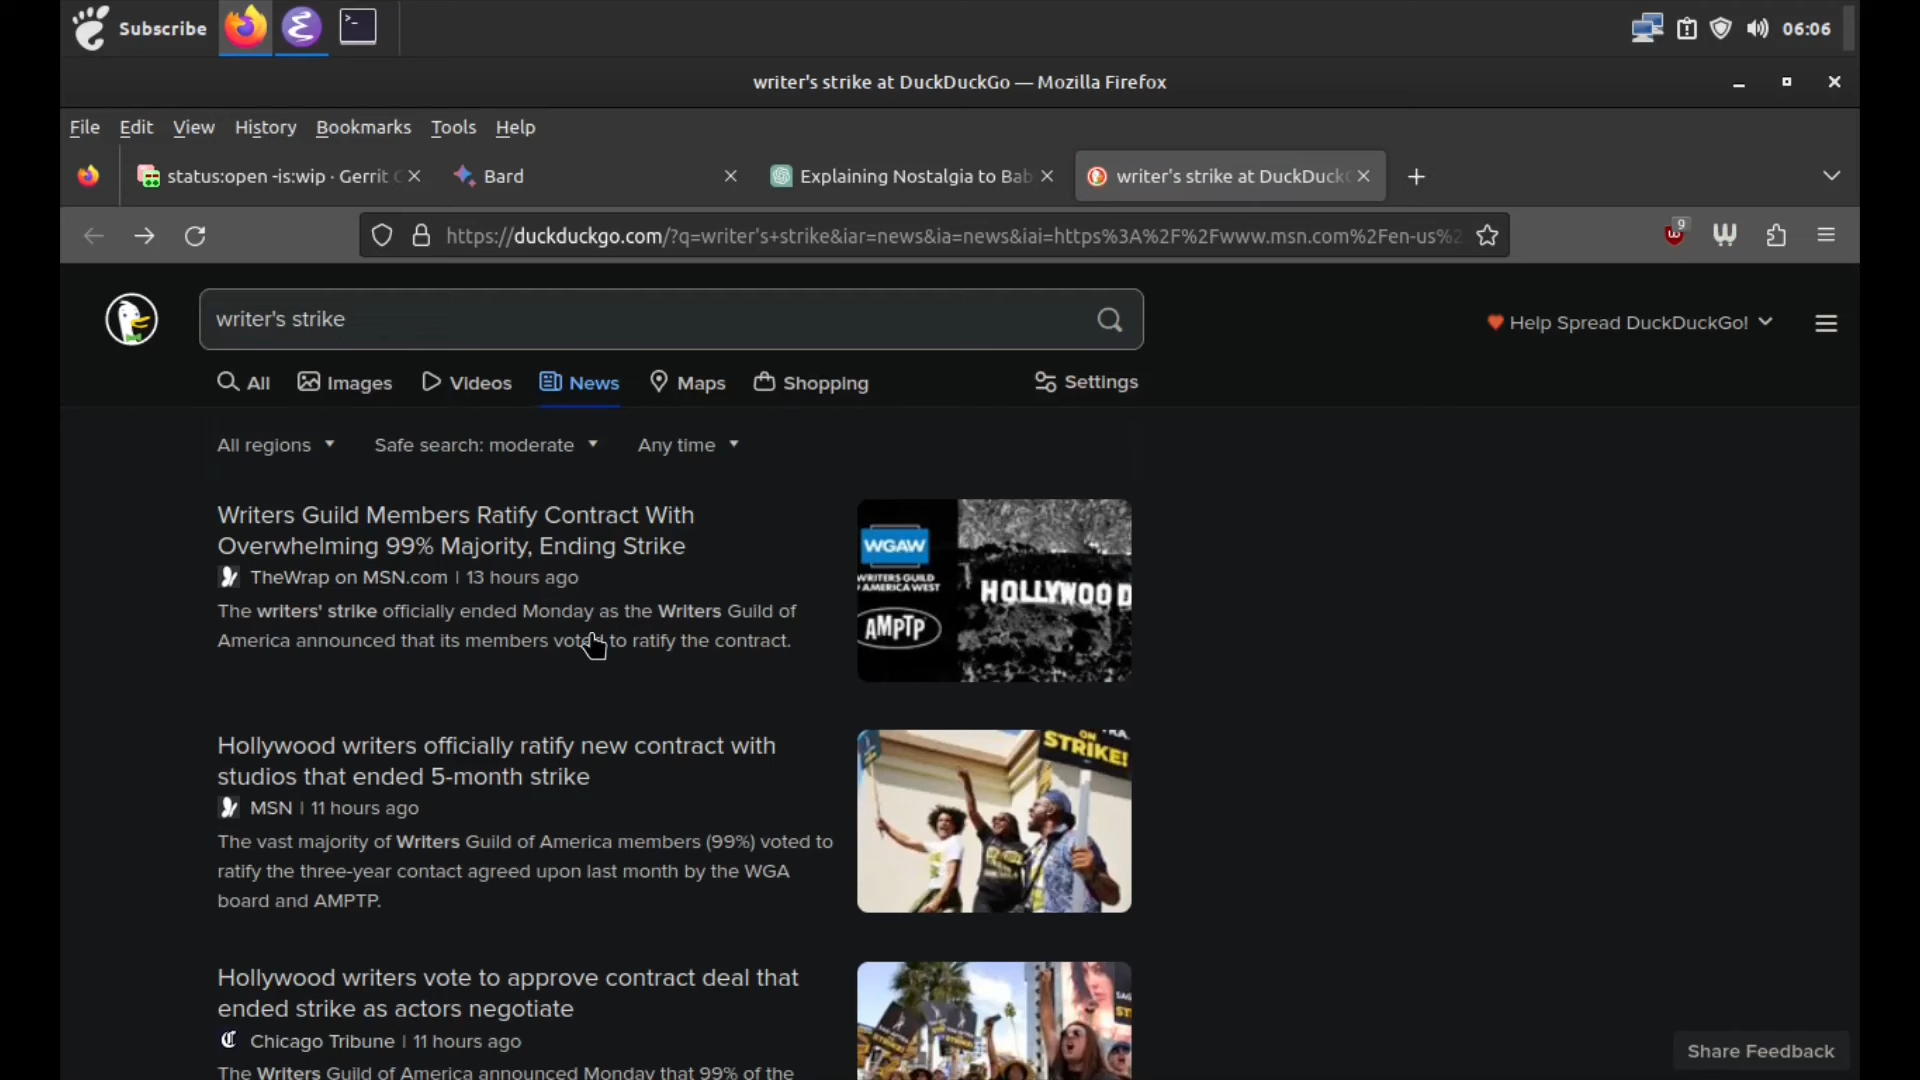 Subscribe
06:06
writer's strike at DuckDuckGo — Mozilla Firefox
File Edit View History Bookmarks Tools Help
status:open -is:wip · Gerrit C
Bard
Explaining Nostalgia to Bab
writer's strike at DuckDuckG
https://duckduckgo.com/?q=writer's+strike&iar=news&ia=news&iai=https%3A%2F%2Fwww.msn.com%2Fen-us%2
9
writer's strike
Help Spread DuckDuckGo!
All Images Videos News Maps Shopping Settings
All regions Safe search: moderate Any time
Writers Guild Members Ratify Contract With
Overwhelming 99% Majority, Ending Strike
TheWrap on MSN.com | 13 hours ago
The writers' strike officially ended Monday as the Writers Guild of
America announced that its members voted to ratify the contract.
WGAW
WRITERS GUILD
AMERICA WEST
AMPTP
HOLLYWOOD
Hollywood writers officially ratify new contract with
studios that ended 5-month strike
MSN | 11 hours ago
The vast majority of Writers Guild of America members (99%) voted to
ratify the three-year contact agreed upon last month by the WGA
board and AMPTP.
ON
STRIKE!
Hollywood writers vote to approve contract deal that
ended strike as actors negotiate
Chicago Tribune | 11 hours ago
The Writers Guild of America announced Monday that 99% of the
Share Feedback